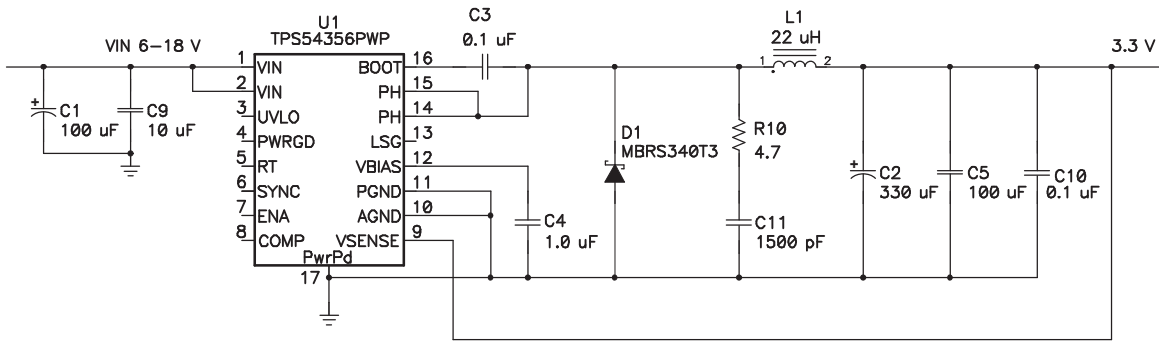 VIN 6-18 V
+
C1
100 uF
C9
10 uF
U1
TPS54356PWP
1 VIN
2 VIN
3 UVLO
4 PWRGD
5 RT
6 SYNC
7 ENA
8 COMP
BOOT 16
PH 15
PH 14
LSG 13
VBIAS 12
PGND 11
AGND 10
VSENSE 9
PwrPd
17
C3
0.1 uF
C4
1.0 uF
D1
MBRS340T3
R10
4.7
C11
1500 pF
L1
22 uH
1 2
+
C2
330 uF
C5
100 uF
C10
0.1 uF
3.3 V